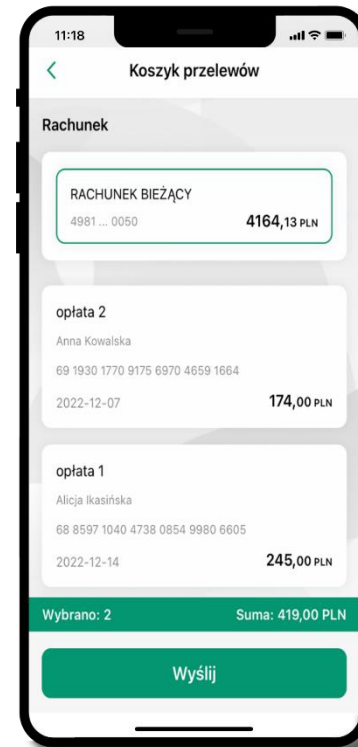 11:18
Koszyk przelewów
Rachunek
RACHUNEK BIEŻĄCY
4981 ... 0050 4164,13 PLN
opłata 2
Anna Kowalska
69 1930 1770 9175 6970 4659 1664
2022-12-07 174,00 PLN
opłata 1
Alicja Ikasińska
68 8597 1040 4738 0854 9980 6605
2022-12-14 245,00 PLN
Wybrano: 2 Suma: 419,00 PLN
Wyślij